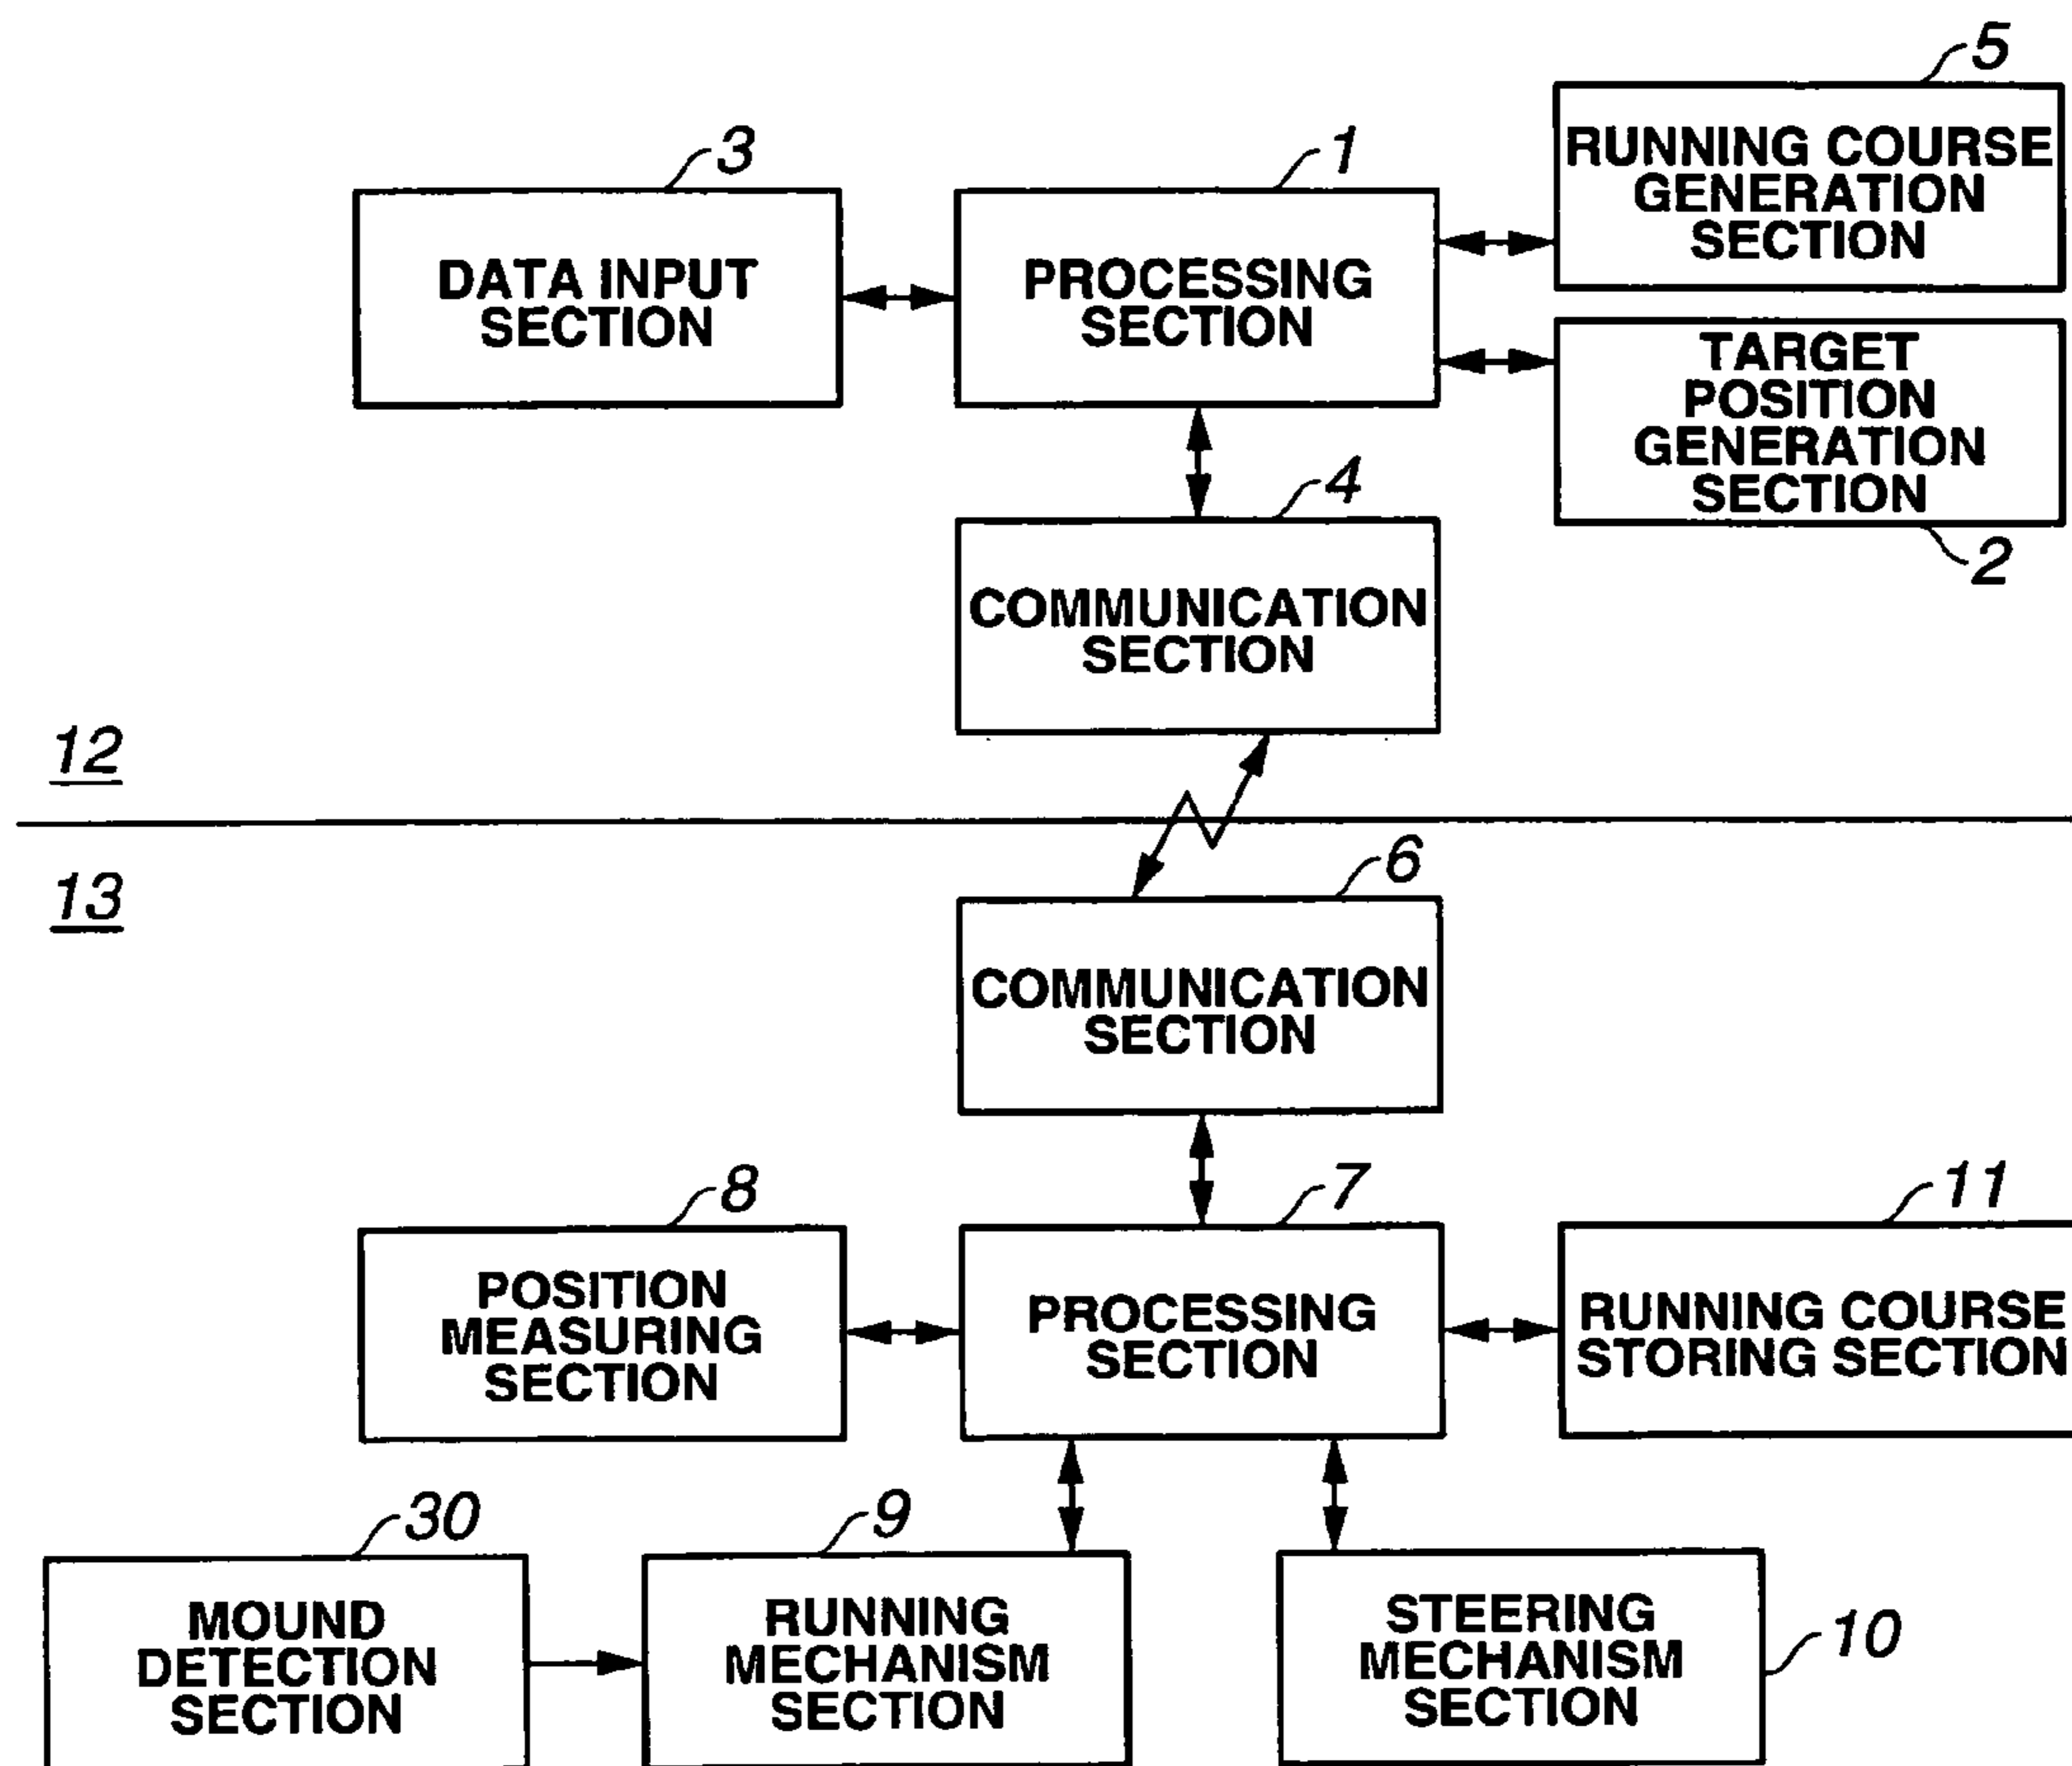 5
RUNNING COURSE
GENERATION
SECTION
3
DATA INPUT
SECTION
1
PROCESSING
SECTION
TARGET
POSITION
GENERATION
SECTION
2
4
COMMUNICATION
SECTION
12
13
6
COMMUNICATION
SECTION
8
POSITION
MEASURING
SECTION
7
PROCESSING
SECTION
11
RUNNING COURSE
STORING SECTION
30
MOUND
DETECTION
SECTION
9
RUNNING
MECHANISM
SECTION
STEERING
MECHANISM
SECTION
10